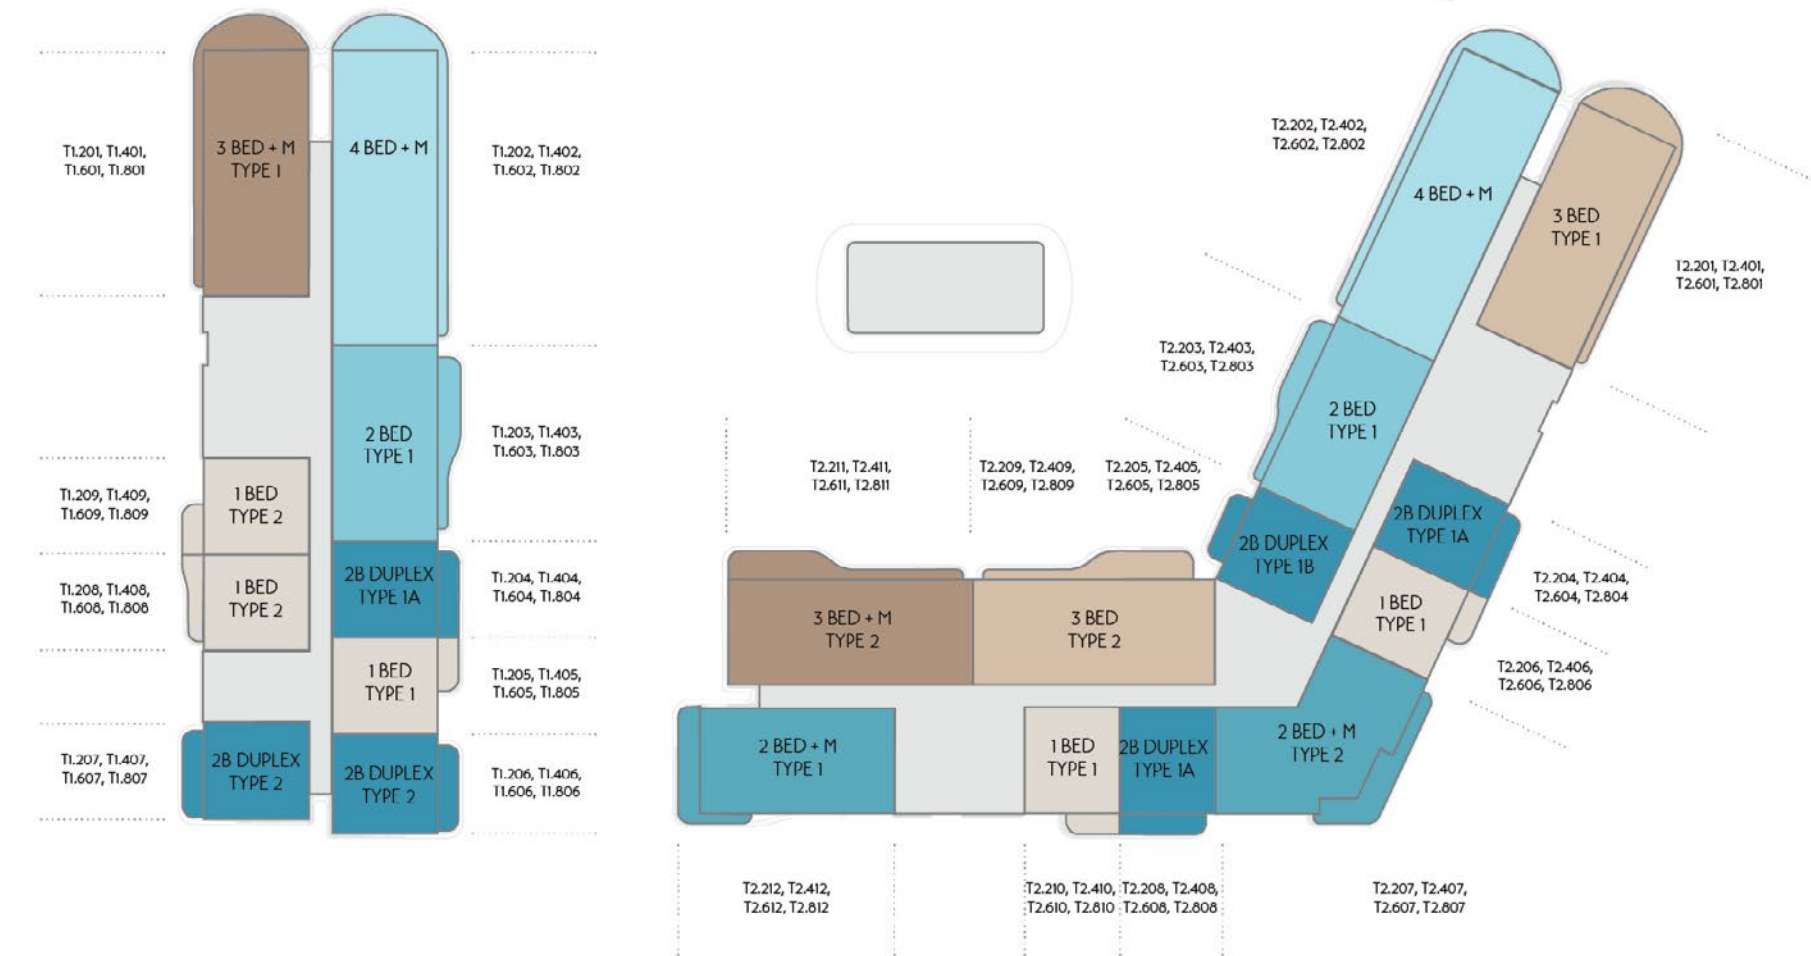 T1.201, T1.401,
T1.601, T1.801
3 BED + M
TYPE 1
4 BED + M
T1.202, T1.402,
T1.602, T1.802
2 BED
TYPE 1
T1.203, T1.403,
T1.603, T1.803
T1.209, T1.409,
T1.609, T1.809
1 BED
TYPE 2
T1.208, T1.408,
T1.608, T1.808
1 BED
TYPE 2
2B DUPLEX
TYPE 1A
T1.204, T1.404,
T1.604, T1.804
1 BED
TYPE 1
T1.205, T1.405,
T1.605, T1.805
T1.207, T1.407,
T1.607, T1.807
2B DUPLEX
TYPE 2
2B DUPLEX
TYPE 2
T1.206, T1.406,
T1.606, T1.806
T2.202, T2.402,
T2.602, T2.802
4 BED + M
3 BED
TYPE 1
T2.201, T2.401,
T2.601, T2.801
T2.203, T2.403,
T2.603, T2.803
2 BED
TYPE 1
T2.211, T2.411,
T2.611, T2.811
T2.209, T2.409,
T2.609, T2.809
T2.205, T2.405,
T2.605, T2.805
2B DUPLEX
TYPE 1B
2B DUPLEX
TYPE 1A
T2.204, T2.404,
T2.604, T2.804
3 BED + M
TYPE 2
3 BED
TYPE 2
1 BED
TYPE 1
T2.206, T2.406,
T2.606, T2.806
2 BED + M
TYPE 1
1 BED
TYPE 1
2B DUPLEX
TYPE 1A
2 BED + M
TYPE 2
T2.212, T2.412,
T2.612, T2.812
T2.210, T2.410,
T2.610, T2.810
T2.208, T2.408,
T2.608, T2.808
T2.207, T2.407,
T2.607, T2.807